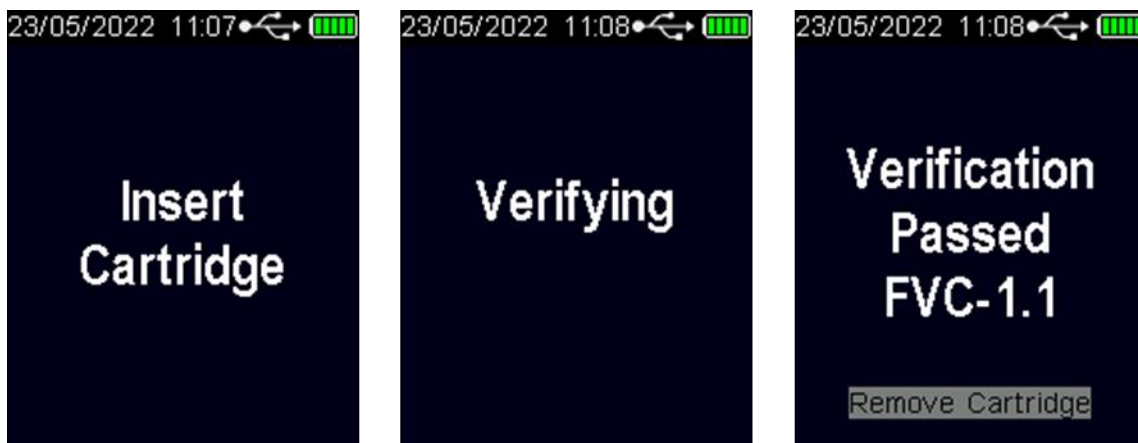 23/05/2022 11:07
Insert
Cartridge
23/05/2022 11:08
Verifying
23/05/2022 11:08
Verification
Passed
FVC-1.1
Remove Cartridge